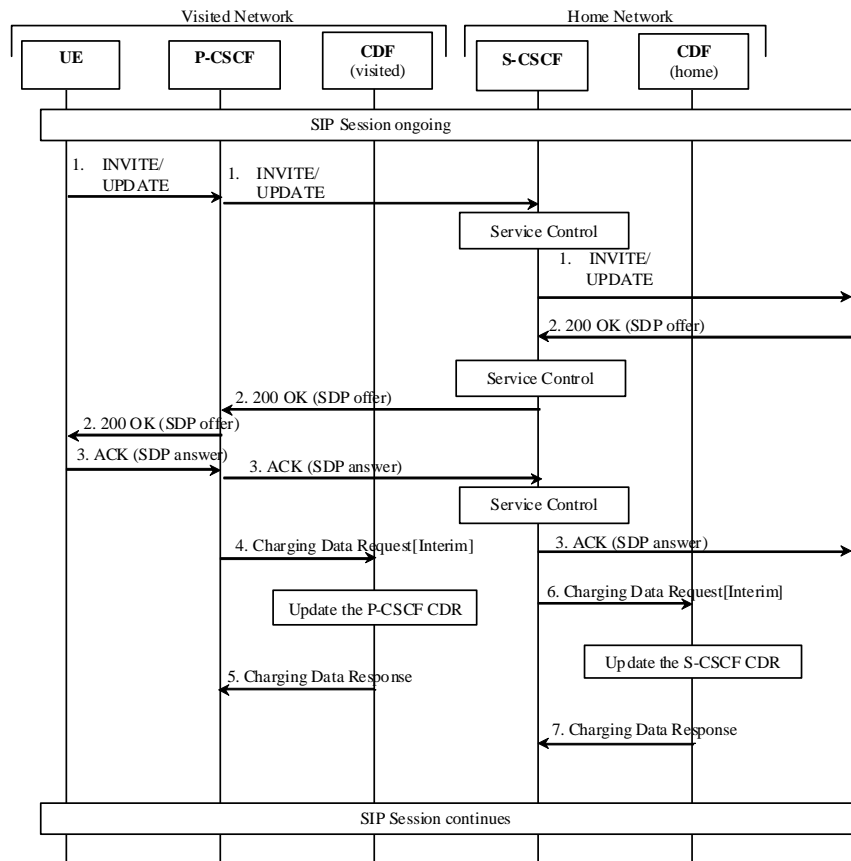 Visited Network
Home Network
UE
P-CSCF
CDF
(visited)
S-CSCF
CDF
(home)
SIP Session ongoing
1. INVITE/
UPDATE
1. INVITE/
UPDATE
Service Control
1. INVITE/
UPDATE
2. 200 OK (SDP offer)
Service Control
2. 200 OK (SDP offer)
2. 200 OK (SDP offer)
3. ACK (SDP answer)
3. ACK (SDP answer)
Service Control
4. Charging Data Request[Interim]
3. ACK (SDP answer)
6. Charging Data Request[Interim]
Update the P-CSCF CDR
Update the S-CSCF CDR
5. Charging Data Response
7. Charging Data Response
SIP Session continues